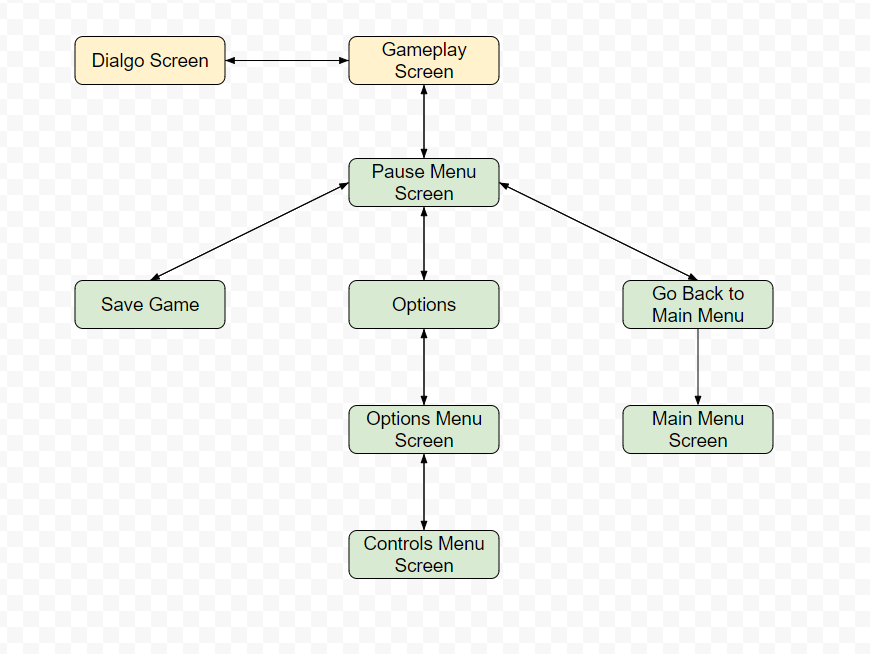 Dialgo Screen
Gameplay
Screen
Pause Menu
Screen
Save Game
Options
Go Back to
Main Menu
Options Menu
Screen
Main Menu
Screen
Controls Menu
Screen